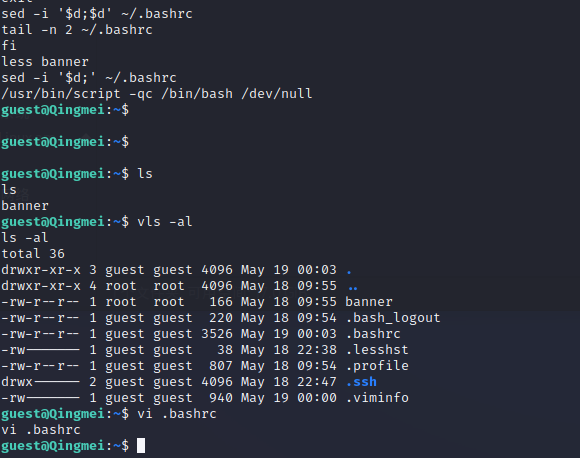 exit
sed -i '$d;$d' ~/.bashrc
tail -n 2 ~/.bashrc
fi
less banner
sed -i '$d;' ~/.bashrc
/usr/bin/script -qc /bin/bash /dev/null
guest@Qingmei:~$
guest@Qingmei:~$
guest@Qingmei:~$ ls
ls
banner
guest@Qingmei:~$ vls -al
ls -al
total 36
drwxr-xr-x 3 guest guest 4096 May 19 00:03 .
drwxr-xr-x 4 root  root  4096 May 18 09:55 ..
-rw-r--r-- 1 root  root   166 May 18 09:55 banner
-rw-r--r-- 1 guest guest  220 May 18 09:54 .bash_logout
-rw-r--r-- 1 guest guest 3526 May 19 00:03 .bashrc
-rw------- 1 guest guest   38 May 18 22:38 .lesshst
-rw-r--r-- 1 guest guest  807 May 18 09:54 .profile
drwx------ 2 guest guest 4096 May 18 22:47 .ssh
-rw------- 1 guest guest  940 May 19 00:00 .viminfo
guest@Qingmei:~$ vi .bashrc
vi .bashrc
guest@Qingmei:~$